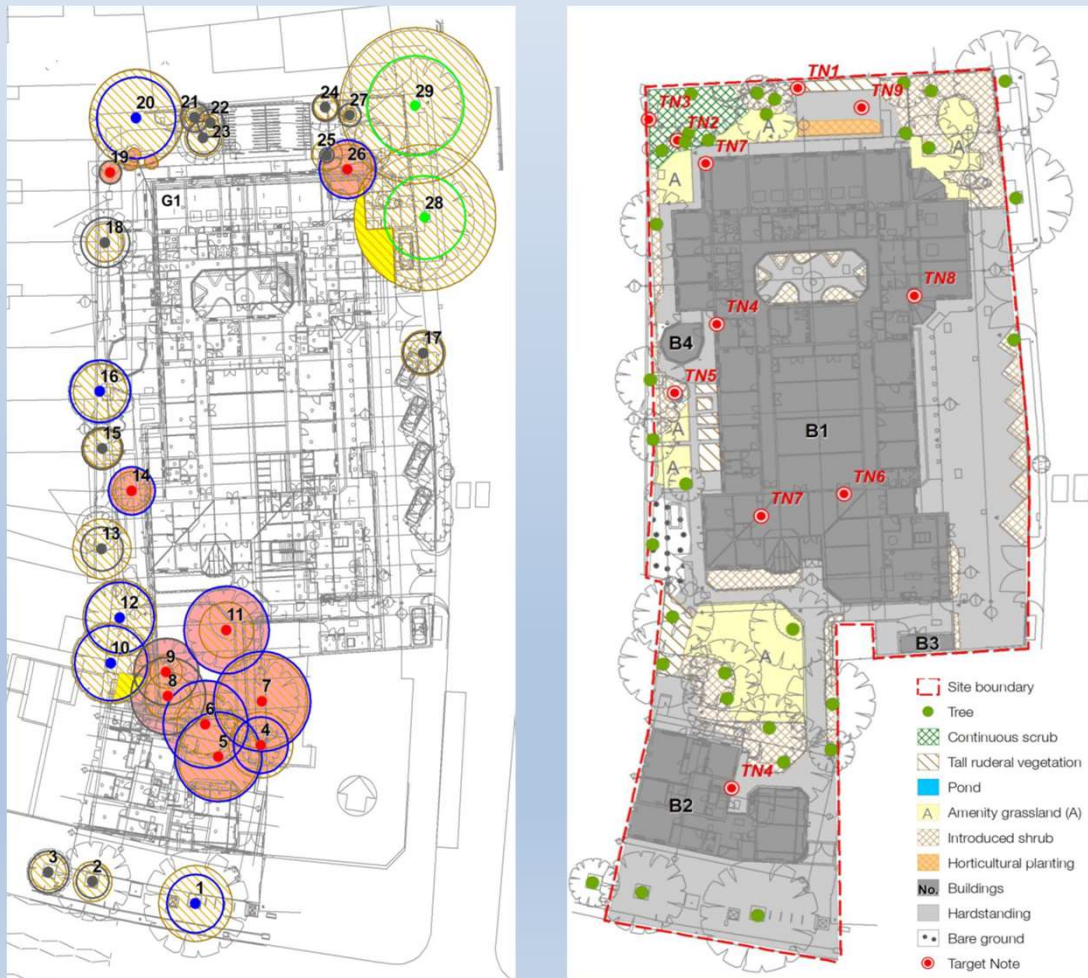 29
24
27
20
21
22
23
25
26
19
G1
28
18
17
16
15
14
13
12
11
10
9
8
7
6
4
5
3
2
1
TN1
TN9
TN3
TN2
TN7
A
A
A
TN8
TN4
B4
TN5
A
B1
A
TN6
TN7
A
B3
TN4
B2
Site boundary
Tree
Continuous scrub
Tall ruderal vegetation
Pond
A Amenity grassland (A)
Introduced shrub
Horticultural planting
No. Buildings
Hardstanding
Bare ground
Target Note